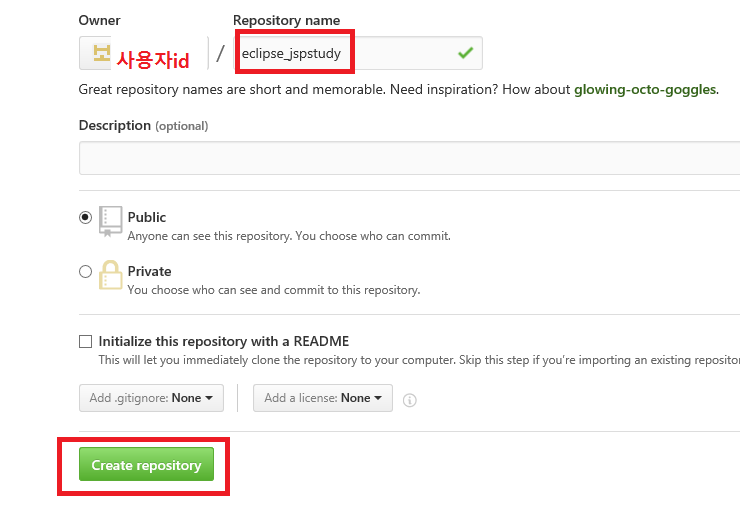 Owner Repository name
사용자id / eclipse_jspstudy
Great repository names are short and memorable. Need inspiration? How about glowing-octo-goggles.
Description (optional)
Public
Anyone can see this repository. You choose who can commit.
Private
You choose who can see and commit to this repository.
Initialize this repository with a README
This will let you immediately clone the repository to your computer. Skip this step if you're importing an existing
Add .gitignore: None Add a license: None
Create repository